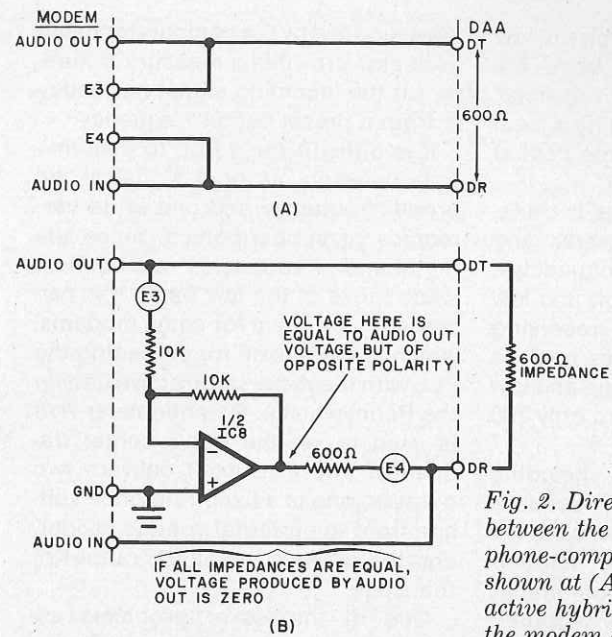 MODEM
DAA
AUDIO OUT
DT
E3
600Ω
E4
AUDIO IN
DR
(A)
AUDIO OUT
DT
E3
VOLTAGE HERE IS
EQUAL TO AUDIO OUT
VOLTAGE, BUT OF
OPPOSITE POLARITY
10K
10K
600Ω
IMPEDANCE
1/2
IC8
-
+
600Ω
E4
DR
GND
AUDIO IN
IF ALL IMPEDANCES ARE EQUAL
VOLTAGE PRODUCED BY AUDIO
OUT IS ZERO
(B)
Fig. 2. Dire
between the
phone-comp
shown at (A
active hybri
the modem